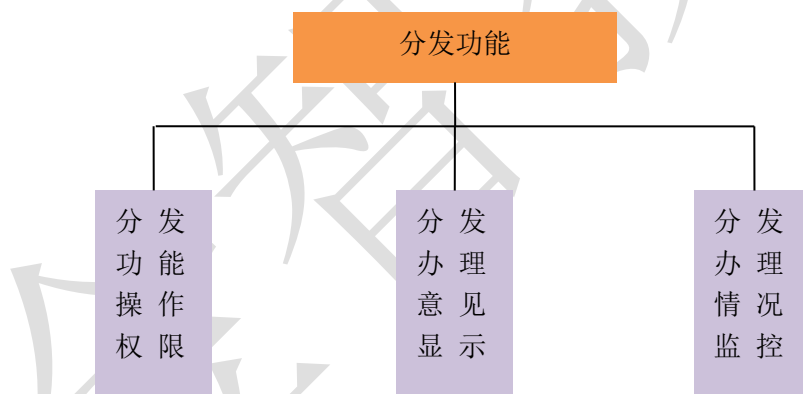 分发功能
分发
功能
操作
权限
分发
办理
意见
显示
分发
办理
情况
监控